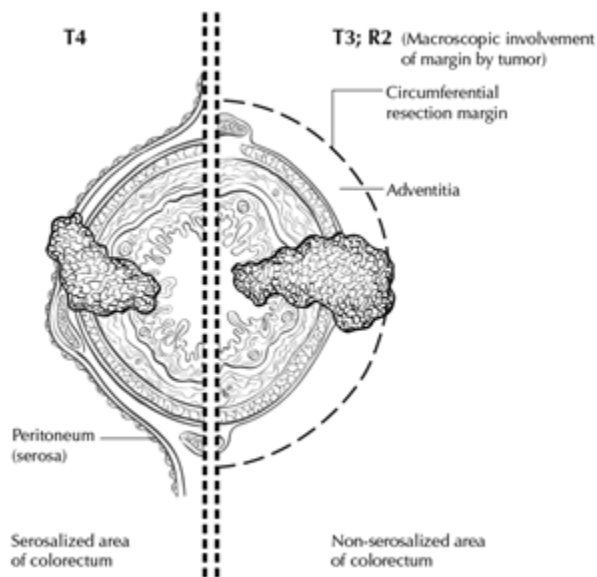 T4
T3; R2 (Macroscopic involvement
of margin by tumor)
Circumferential
resection margin
Adventitia
Peritoneum
(serosa)
Serosalized area
of colorectum
Non-serosalized area
of colorectum